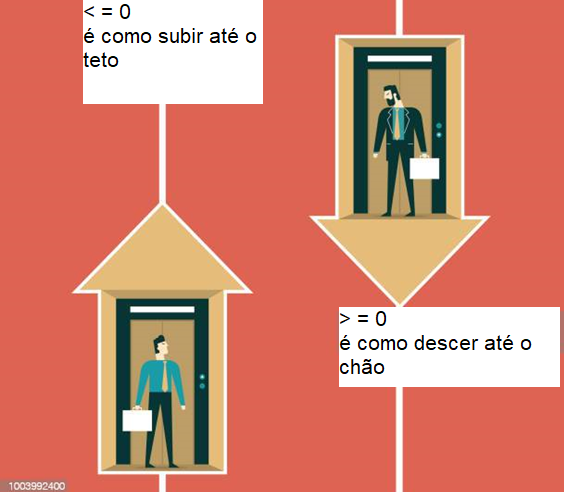 < = 0
é como subir até o
teto
> = 0
é como descer até o
chão
1003992400